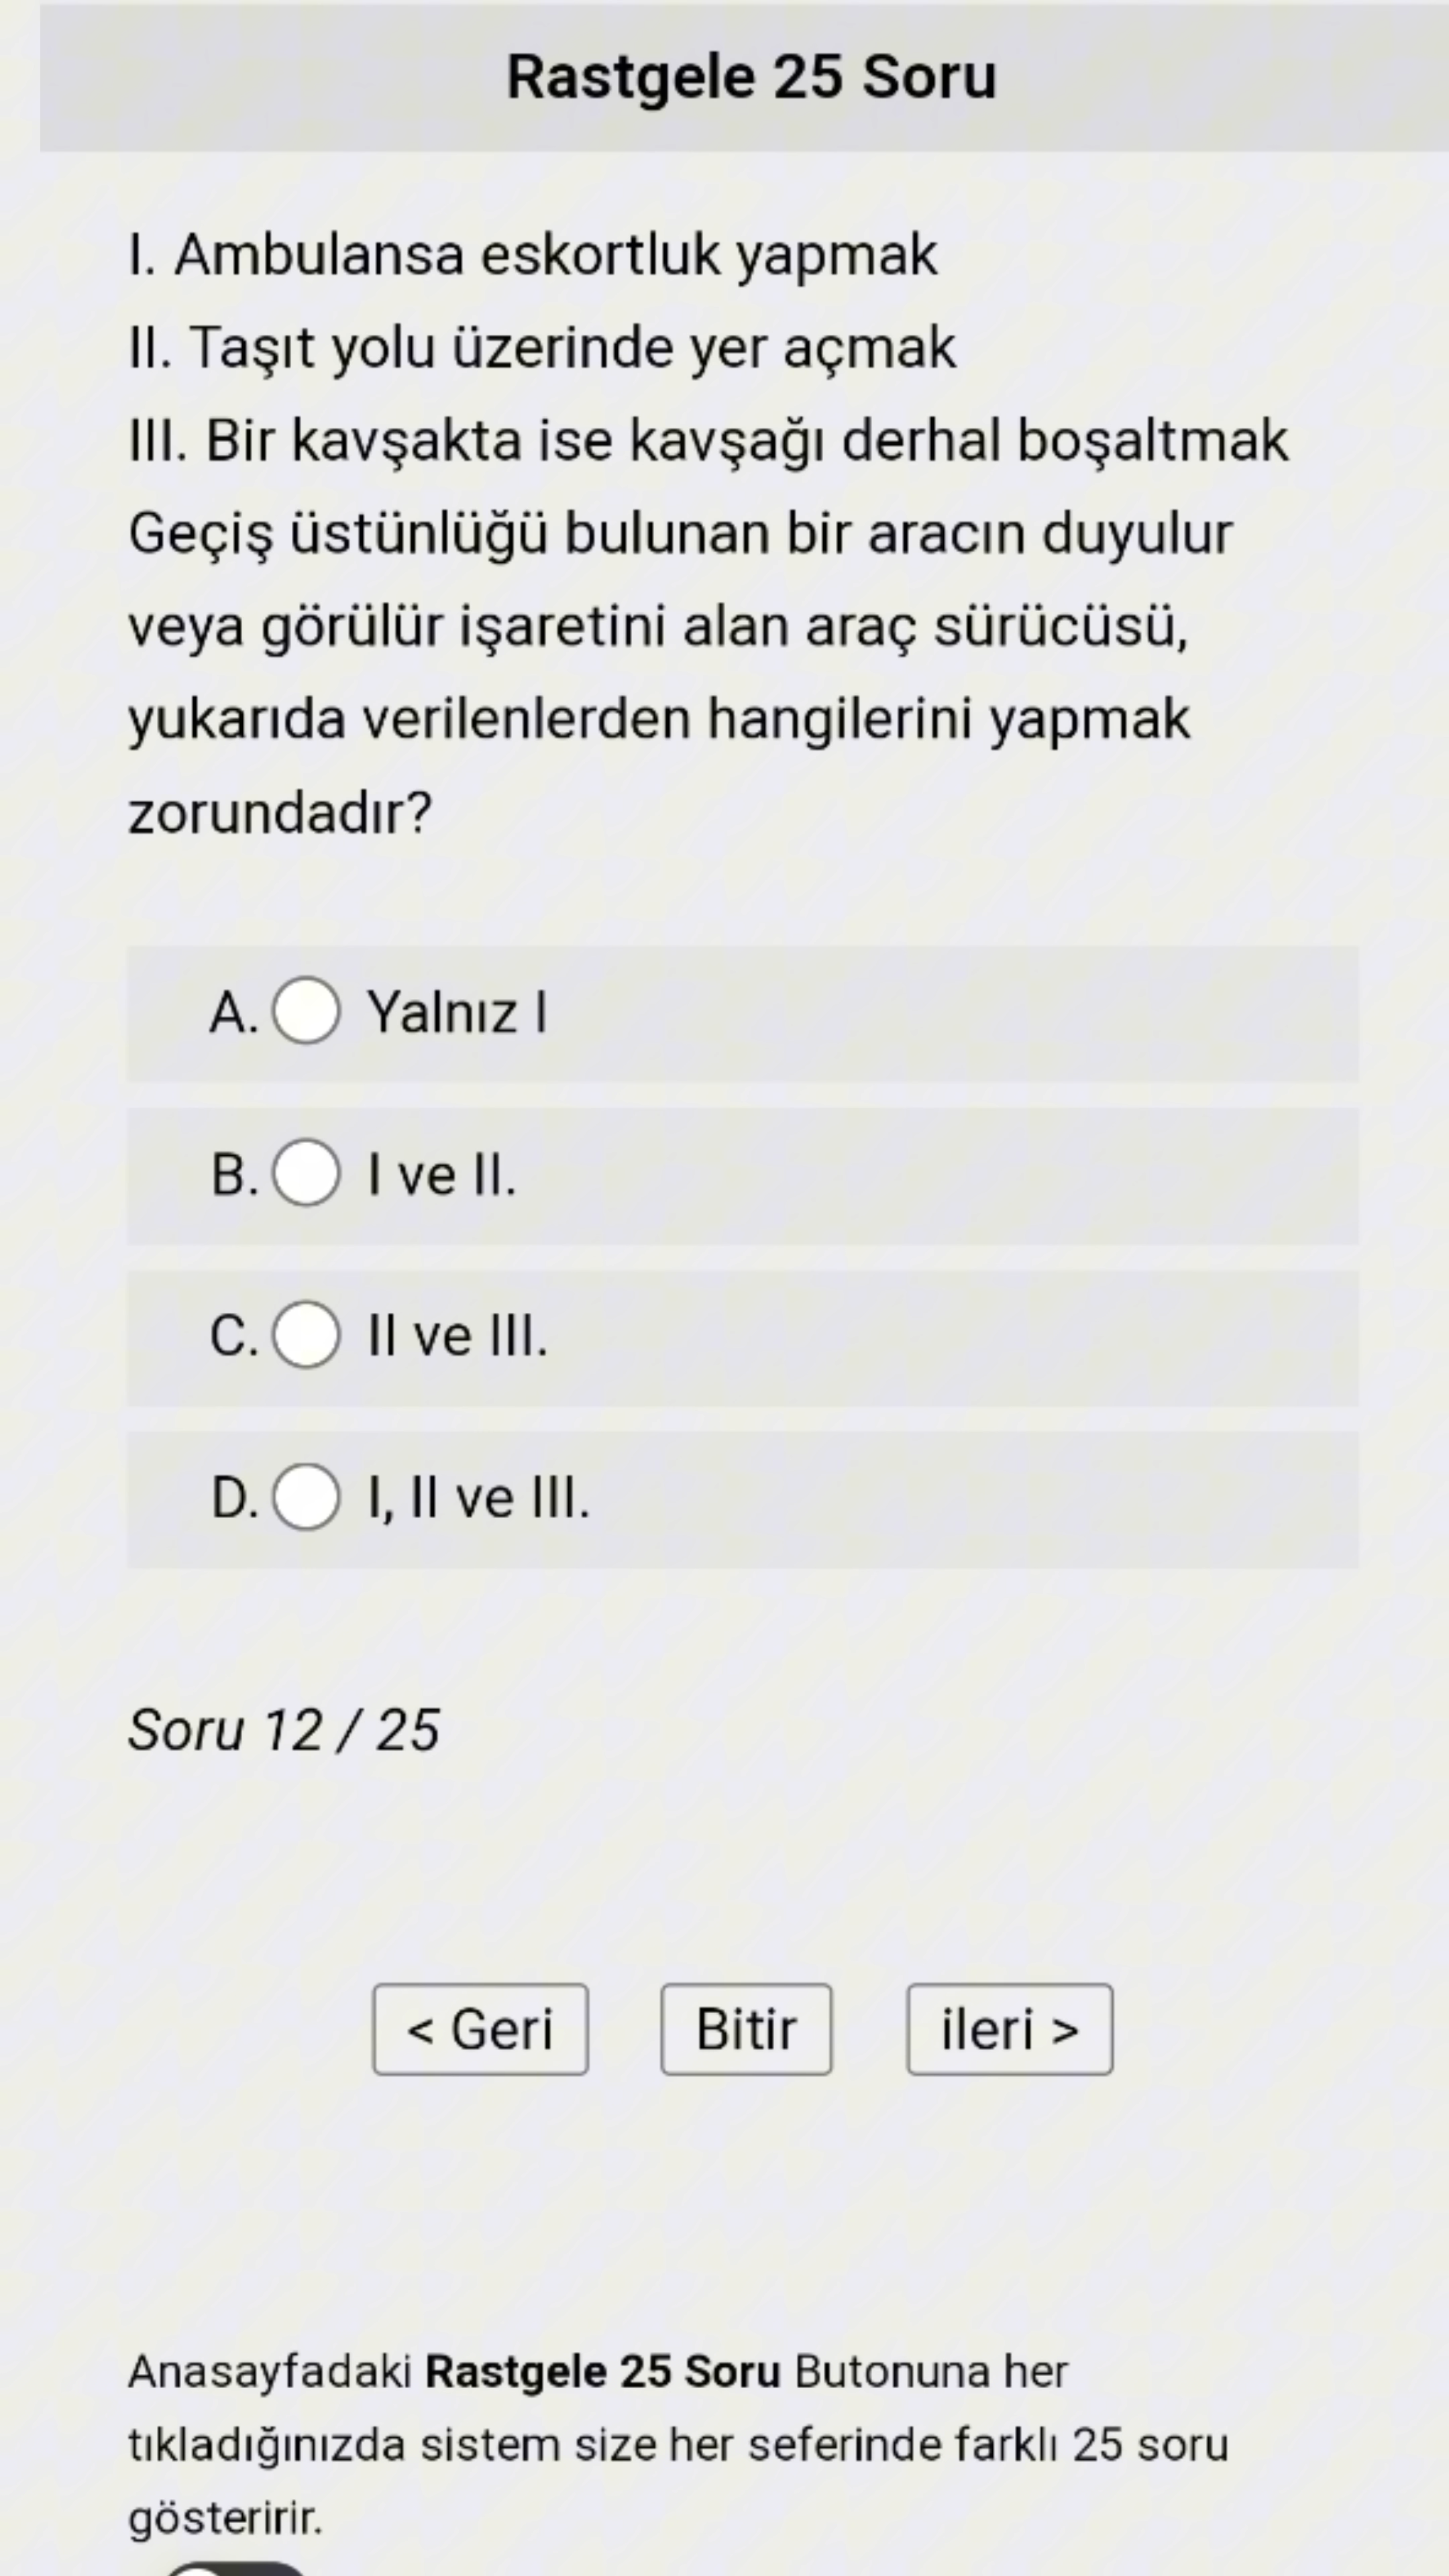 Rastgele 25 Soru
I. Ambulansa eskortluk yapmak
II. Taşıt yolu üzerinde yer açmak
III. Bir kavşakta ise kavşağı derhal boşaltmak
Geçiş üstünlüğü bulunan bir aracın duyulur
veya görülür işaretini alan araç sürücüsü,
yukarıda verilenlerden hangilerini yapmak
zorundadır?
A. Yalnız I
B. I ve II.
C. II ve III.
D. I, II ve III.
Soru 12 / 25
< Geri Bitir ileri >
Anasayfadaki Rastgele 25 Soru Butonuna her
tıkladığınızda sistem size her seferinde farklı 25 soru
gösteririr.